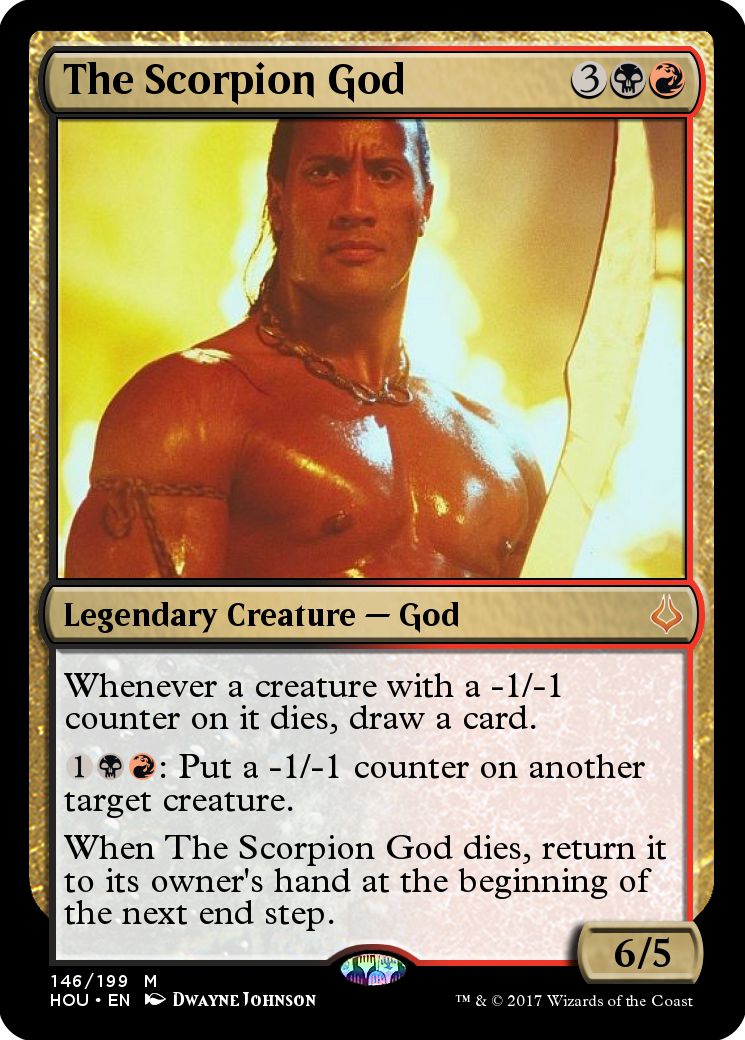 The Scorpion God 3
Legendary Creature — God
Whenever a creature with a -1/-1
counter on it dies, draw a card.
1 : Put a -1/-1 counter on another
target creature.
When The Scorpion God dies, return it
to its owner's hand at the beginning of
the next end step.
6/5
146/199 M
HOU • EN Dwayne Johnson ™ & © 2017 Wizards of the Coast